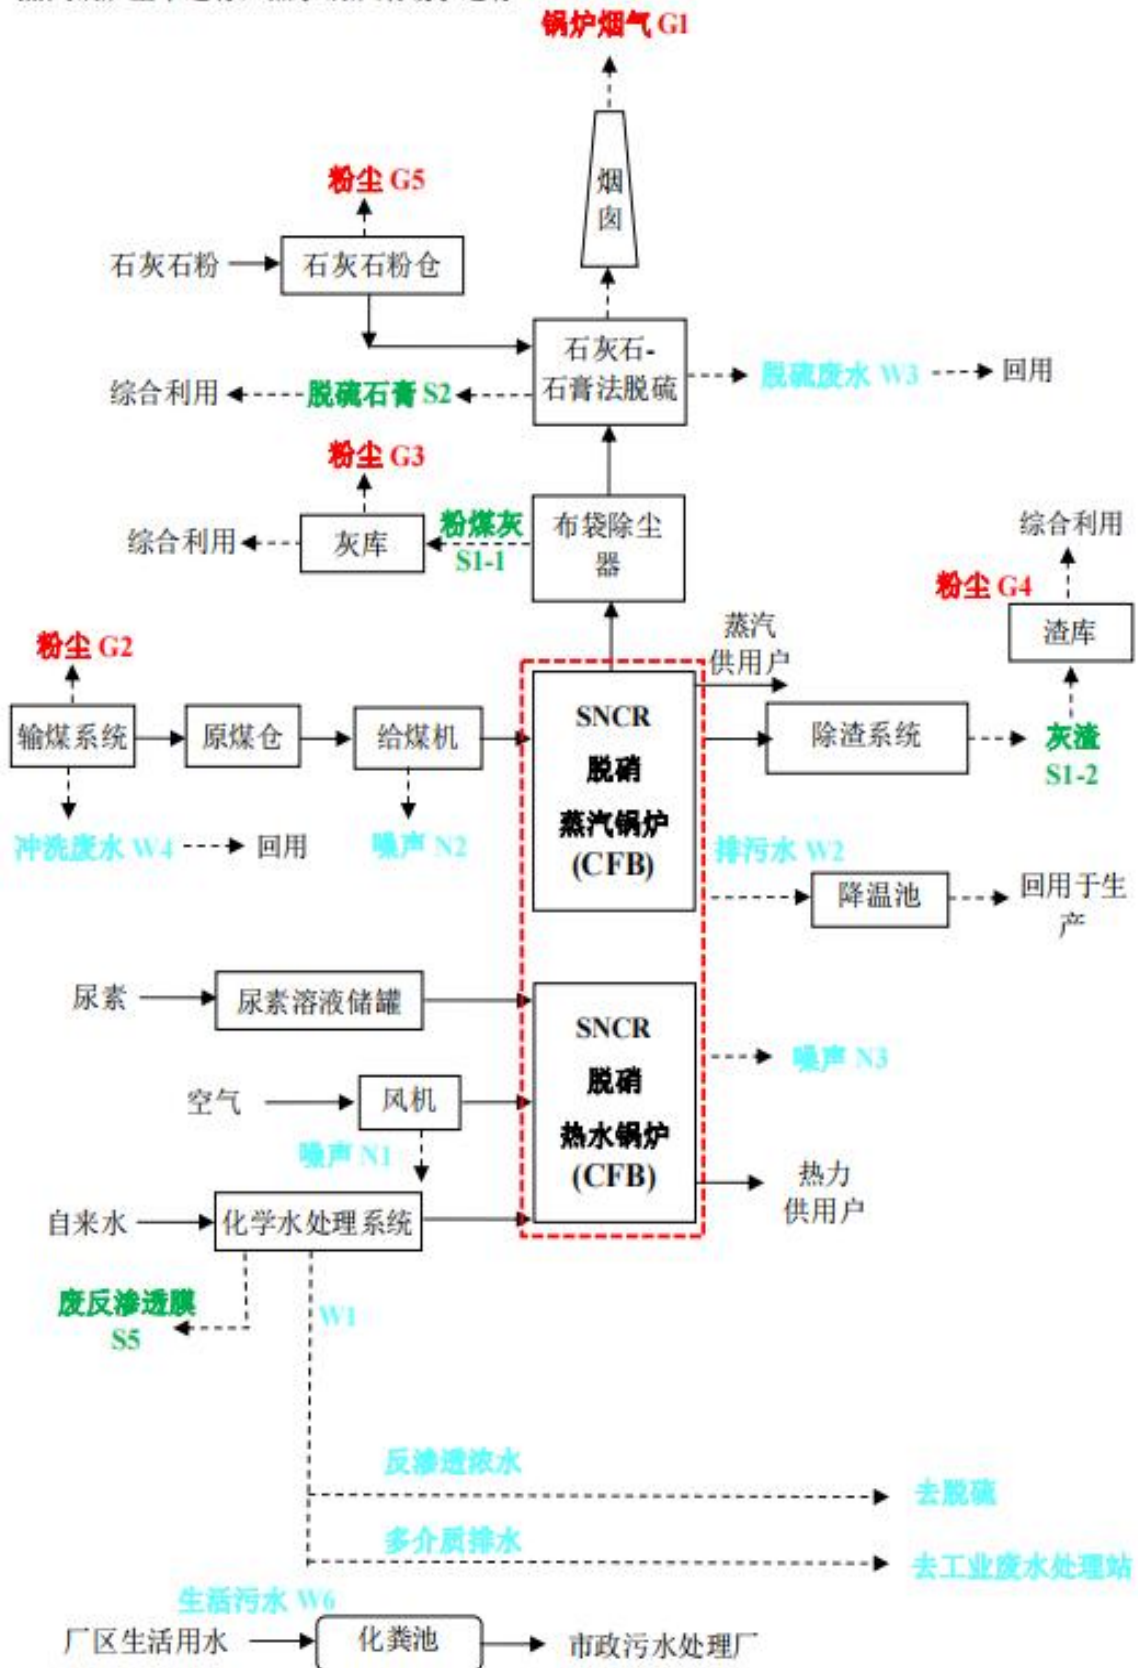 锅炉烟气 G1
烟
囱
粉尘 G5
石灰石粉
石灰石粉仓
石灰石-
石膏法脱硫
脱硫废水 W3
回用
综合利用
脱硫石膏 S2
粉尘 G3
综合利用
灰库
粉煤灰
S1-1
布袋除尘
器
综合利用
粉尘 G4
渣库
蒸汽
供用户
粉尘 G2
输煤系统
原煤仓
给煤机
SNCR
脱硝
蒸汽锅炉
(CFB)
除渣系统
灰渣
S1-2
冲洗废水 W4
回用
噪声 N2
排污水 W2
降温池
回用于生
产
尿素
尿素溶液储罐
SNCR
脱硝
热水锅炉
(CFB)
噪声 N3
空气
风机
噪声 N1
热力
供用户
自来水
化学水处理系统
废反渗透膜
S5
W1
反渗透浓水
去脱硫
多介质排水
去工业废水处理站
生活污水 W6
厂区生活用水
化粪池
市政污水处理厂